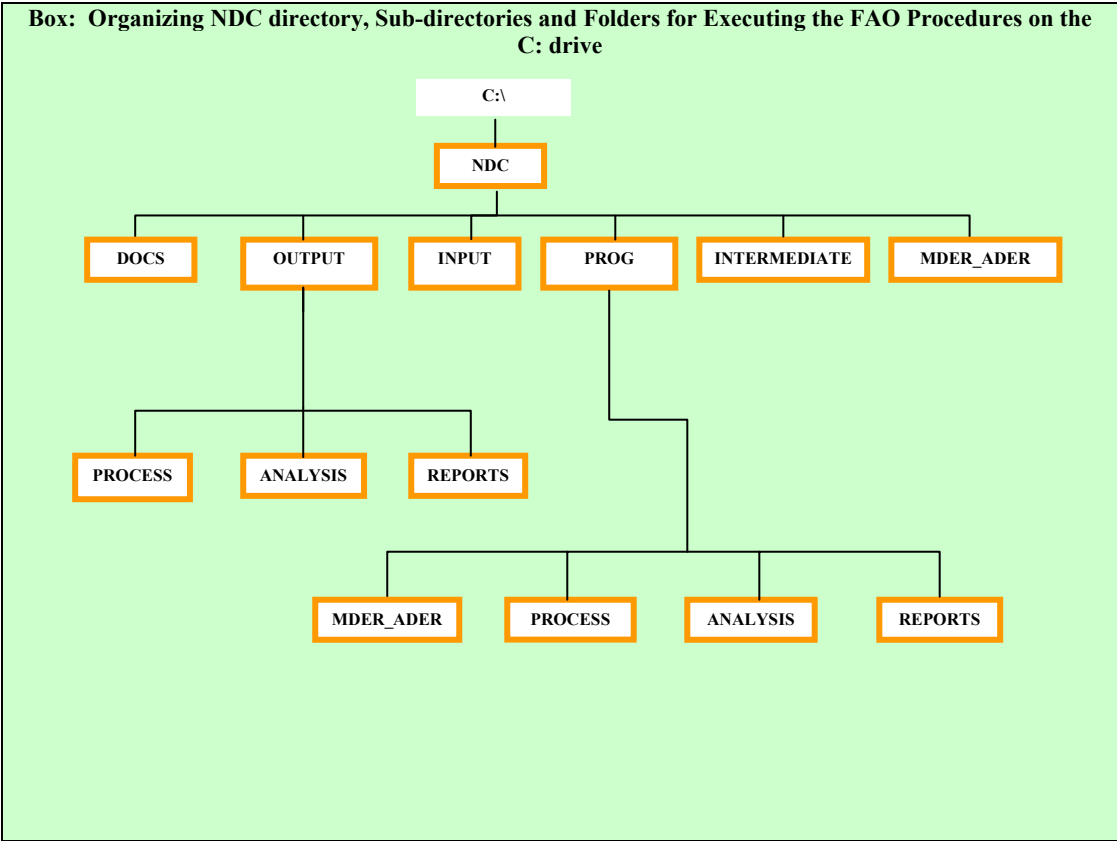 Box: Organizing NDC directory, Sub-directories and Folders for Executing the FAO Procedures on the
C: drive
C:\
NDC
DOCS
OUTPUT
INPUT
PROG
INTERMEDIATE
MDER_ADER
PROCESS
ANALYSIS
REPORTS
MDER_ADER
PROCESS
ANALYSIS
REPORTS